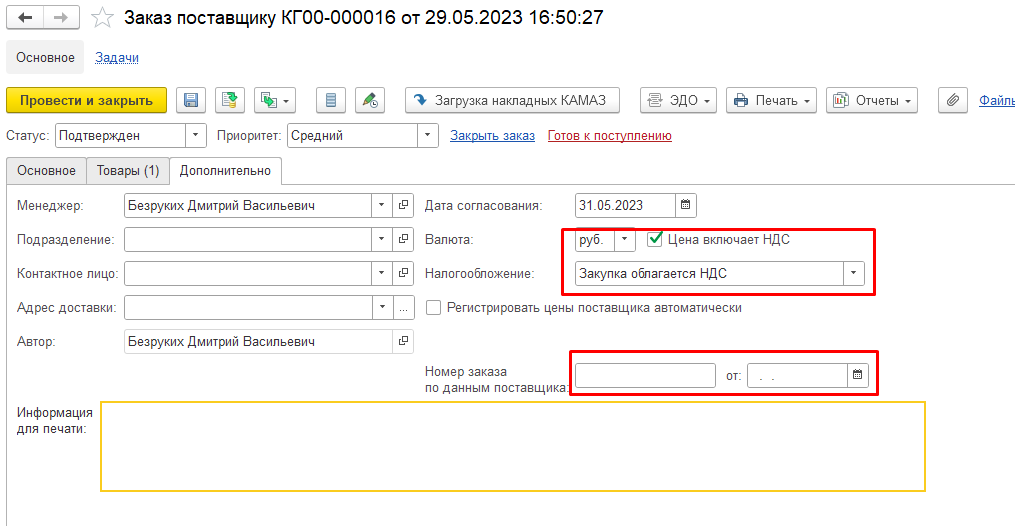 Заказ поставщику КГ00-000016 от 29.05.2023 16:50:27
Основное Задачи
Провести и закрыть Загрузка накладных КАМАЗ ЭДО Печать Отчеты Файлы
Статус: Подтвержден Приоритет: Средний Закрыть заказ Готов к поступлению
Основное Товары (1) Дополнительно
Менеджер: Безруких Дмитрий Васильевич Дата согласования: 31.05.2023
Подразделение: Валюта: руб. Цена включает НДС
Контактное лицо: Налогообложение: Закупка облагается НДС
Адрес доставки: ... Регистрировать цены поставщика автоматически
Автор: Безруких Дмитрий Васильевич
Номер заказа
по данным поставщика: от: . .
Информация
для печати: